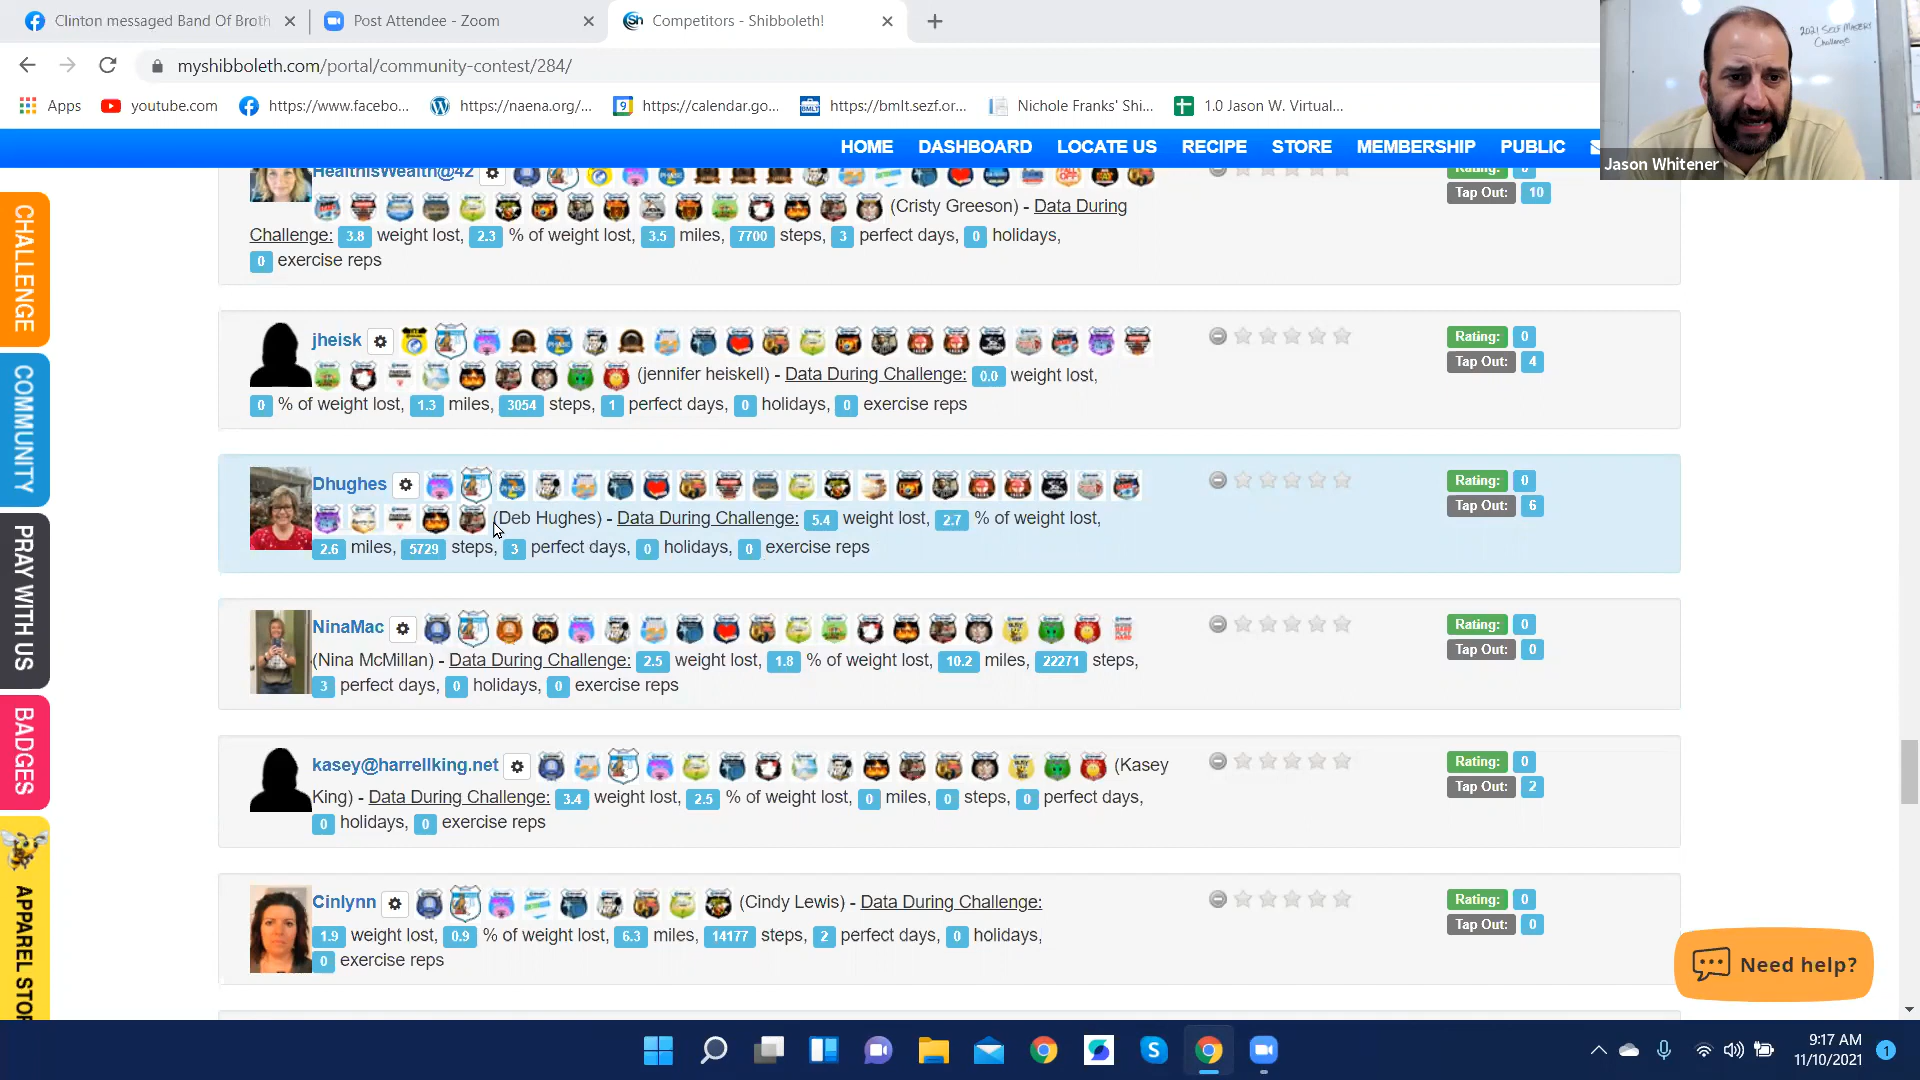 Clinton messaged Band Of Broth
Post Attendee - Zoom
Competitors - Shibboleth!
myshibboleth.com/portal/community-contest/284/
Apps
youtube.com
https://www.facebo...
https://naena.org/...
https://calendar.go...
https://bmlt.sezf.or...
Nichole Franks' Shi...
1.0 Jason W. Virtual...
2021 SELF MASERY
Challenge
Jason Whitener
HOME DASHBOARD LOCATE US RECIPE STORE MEMBERSHIP PUBLIC
CHALLENGE
COMMUNITY
PRAY WITH US
BADGES
APPAREL STOR
HealthisWealth@42
(Cristy Greeson) - Data During
Challenge: 3.8 weight lost, 2.3 % of weight lost, 3.5 miles, 7700 steps, 3 perfect days, 0 holidays,
0 exercise reps
Rating: 0
Tap Out: 10
jheisk
(jennifer heiskell) - Data During Challenge: 0.0 weight lost,
0 % of weight lost, 1.3 miles, 3054 steps, 1 perfect days, 0 holidays, 0 exercise reps
Rating: 0
Tap Out: 4
Dhughes
(Deb Hughes) - Data During Challenge: 5.4 weight lost, 2.7 % of weight lost,
2.6 miles, 5729 steps, 3 perfect days, 0 holidays, 0 exercise reps
Rating: 0
Tap Out: 6
NinaMac
(Nina McMillan) - Data During Challenge: 2.5 weight lost, 1.8 % of weight lost, 10.2 miles, 22271 steps,
3 perfect days, 0 holidays, 0 exercise reps
Rating: 0
Tap Out: 0
kasey@harrellking.net (Kasey
King) - Data During Challenge: 3.4 weight lost, 2.5 % of weight lost, 0 miles, 0 steps, 0 perfect days,
0 holidays, 0 exercise reps
Rating: 0
Tap Out: 2
Cinlynn (Cindy Lewis) - Data During Challenge:
1.9 weight lost, 0.9 % of weight lost, 6.3 miles, 14177 steps, 2 perfect days, 0 holidays,
0 exercise reps
Rating: 0
Tap Out: 0
Need help?
9:17 AM
11/10/2021
1